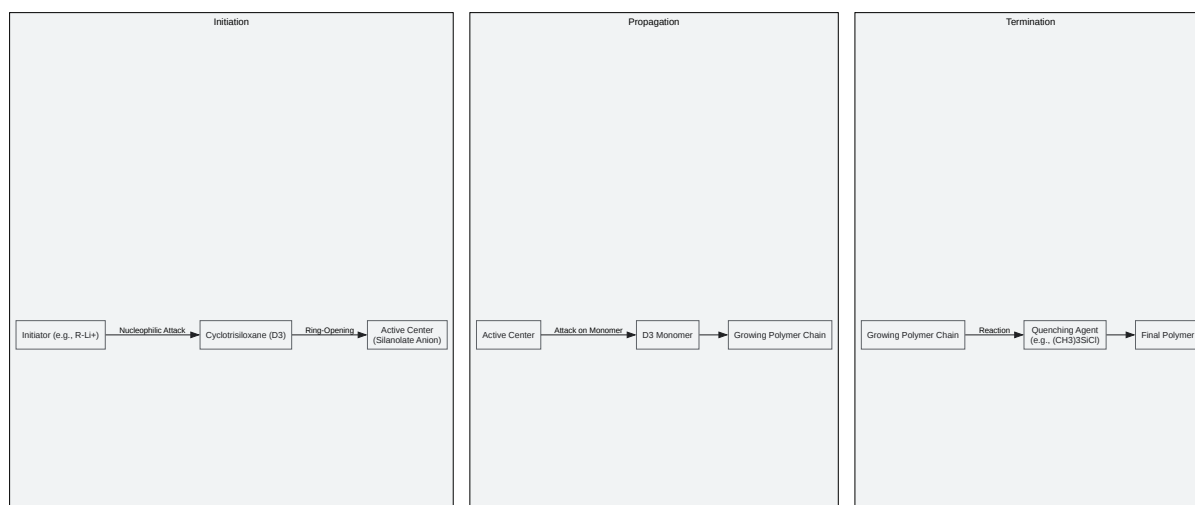 Initiation
Initiator (e.g., R-Li+)
Nucleophilic Attack
Cyclotrisiloxane (D3)
Ring-Opening
Active Center
(Silanolate Anion)
Propagation
Active Center
Attack on Monomer
D3 Monomer
Growing Polymer Chain
Termination
Growing Polymer Chain
Reaction
Quenching Agent
(e.g., (CH3)3SiCl)
Final Polymer